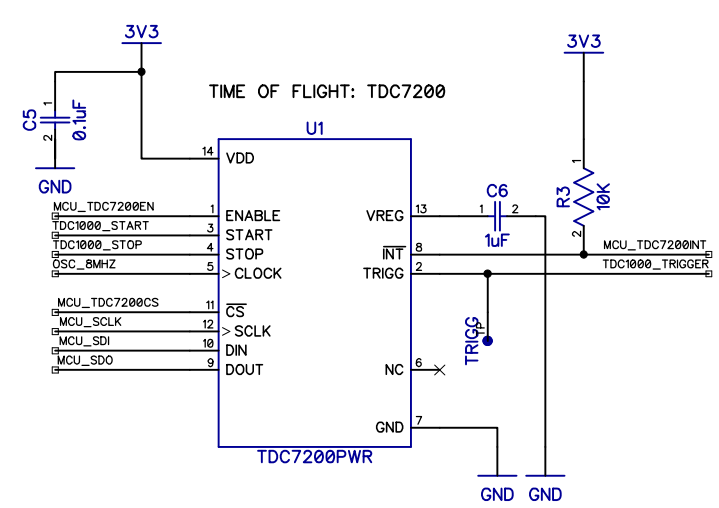 3V3
3V3
TIME OF FLIGHT: TDC7200
C5
1
2
0.1uF
GND
U1
14 VDD
MCU_TDC7200EN
1 ENABLE
TDC1000_START
3 START
TDC1000_STOP
4 STOP
OSC_8MHZ
5 >CLOCK
MCU_TDC7200CS
11 CS
MCU_SCLK
12 >SCLK
MCU_SDI
10 DIN
MCU_SDO
9 DOUT
VREG 13
C6
1 2
1uF
R3
1
2
10K
INT 8
MCU_TDC7200INT
TRIGG 2
TDC1000_TRIGGER
TRIGG
TP
NC 6
GND 7
TDC7200PWR
GND GND